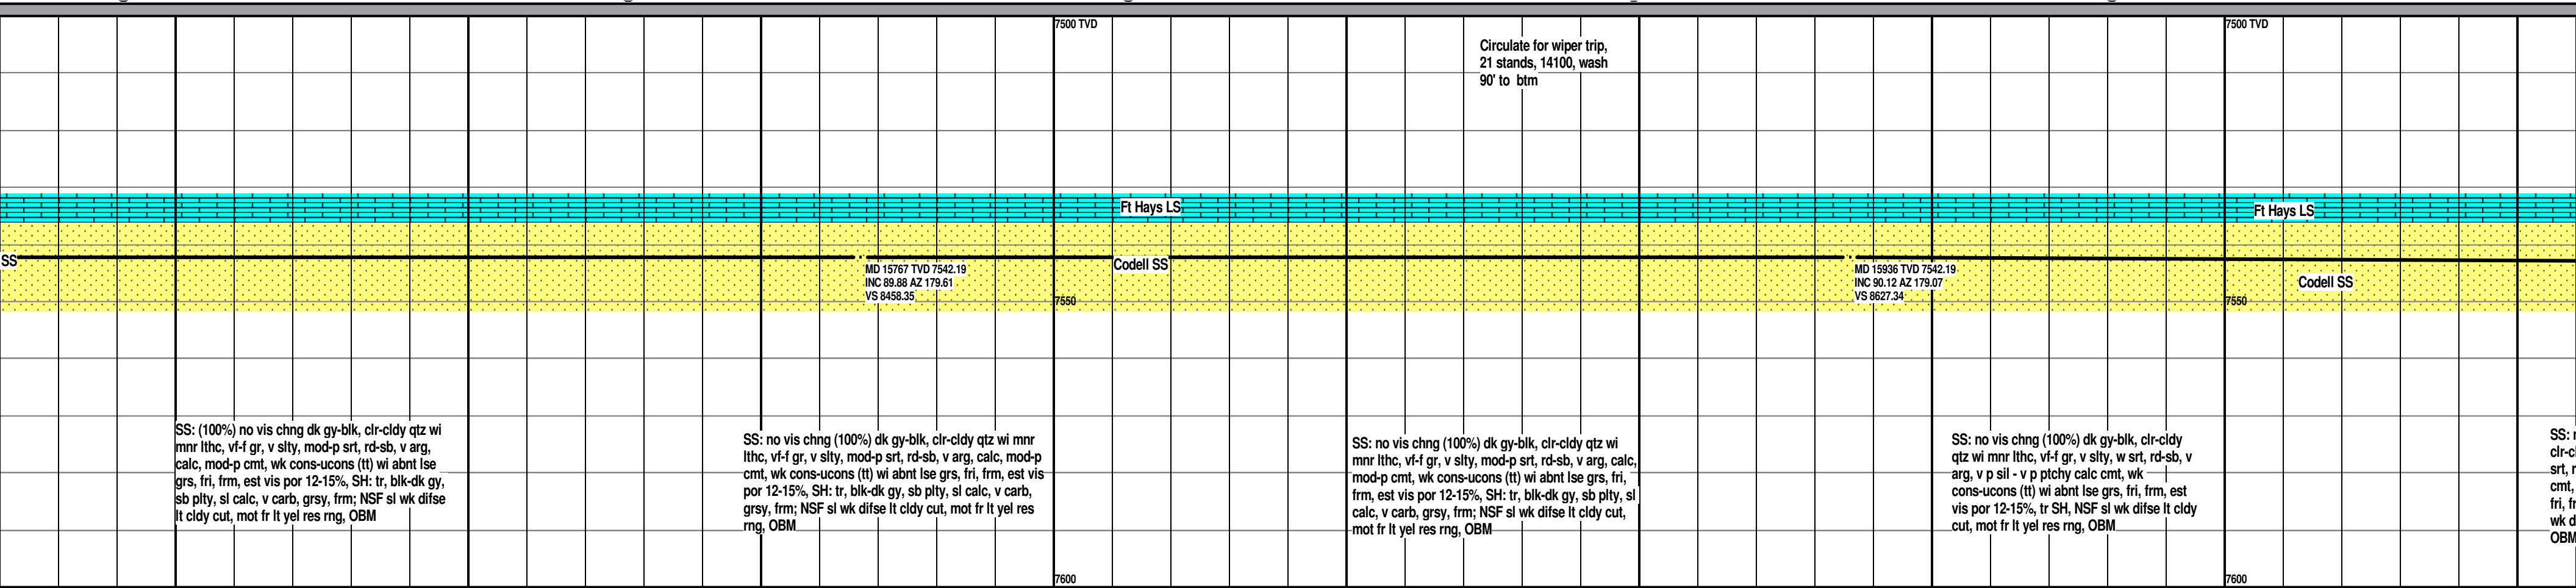 7500 TVD
7500 TVD
Circulate for wiper trip,
21 stands, 14100, wash
90' to  btm
Ft Hays LS
Ft Hays LS
SS
Codell SS
MD 15767 TVD 7542.19
INC 89.88 AZ 179.61
VS 8458.35
MD 15936 TVD 7542.19
INC 90.12 AZ 179.07
VS 8627.34
Codell SS
7550
7550
SS: (100%) no vis chng dk gy-blk, clr-cldy qtz wi
mnr lthc, vf-f gr, v slty, mod-p srt, rd-sb, v arg,
calc, mod-p cmt, wk cons-ucons (tt) wi abnt lse
grs, fri, frm, est vis por 12-15%, SH: tr, blk-dk gy,
sb plty, sl calc, v carb, grsy, frm; NSF sl wk difse
lt cldy cut, mot fr lt yel res rng, OBM
SS: no vis chng (100%) dk gy-blk, clr-cldy qtz wi mnr
lthc, vf-f gr, v slty, mod-p srt, rd-sb, v arg, calc, mod-p
cmt, wk cons-ucons (tt) wi abnt lse grs, fri, frm, est vis
por 12-15%, SH: tr, blk-dk gy, sb plty, sl calc, v carb,
grsy, frm; NSF sl wk difse lt cldy cut, mot fr lt yel res
rng, OBM
SS: no vis chng (100%) dk gy-blk, clr-cldy qtz wi
mnr lthc, vf-f gr, v slty, mod-p srt, rd-sb, v arg, calc,
mod-p cmt, wk cons-ucons (tt) wi abnt lse grs, fri,
frm, est vis por 12-15%, SH: tr, blk-dk gy, sb plty, sl
calc, v carb, grsy, frm; NSF sl wk difse lt cldy cut,
mot fr lt yel res rng, OBM
SS: no vis chng (100%) dk gy-blk, clr-cldy
qtz wi mnr lthc, vf-f gr, v slty, w srt, rd-sb, v
arg, v p sil - v p ptchy calc cmt, wk
cons-ucons (tt) wi abnt lse grs, fri, frm, est
vis por 12-15%, tr SH, NSF sl wk difse lt cldy
cut, mot fr lt yel res rng, OBM
SS:
srt,
cmt,
wk
OBM
7600
7600